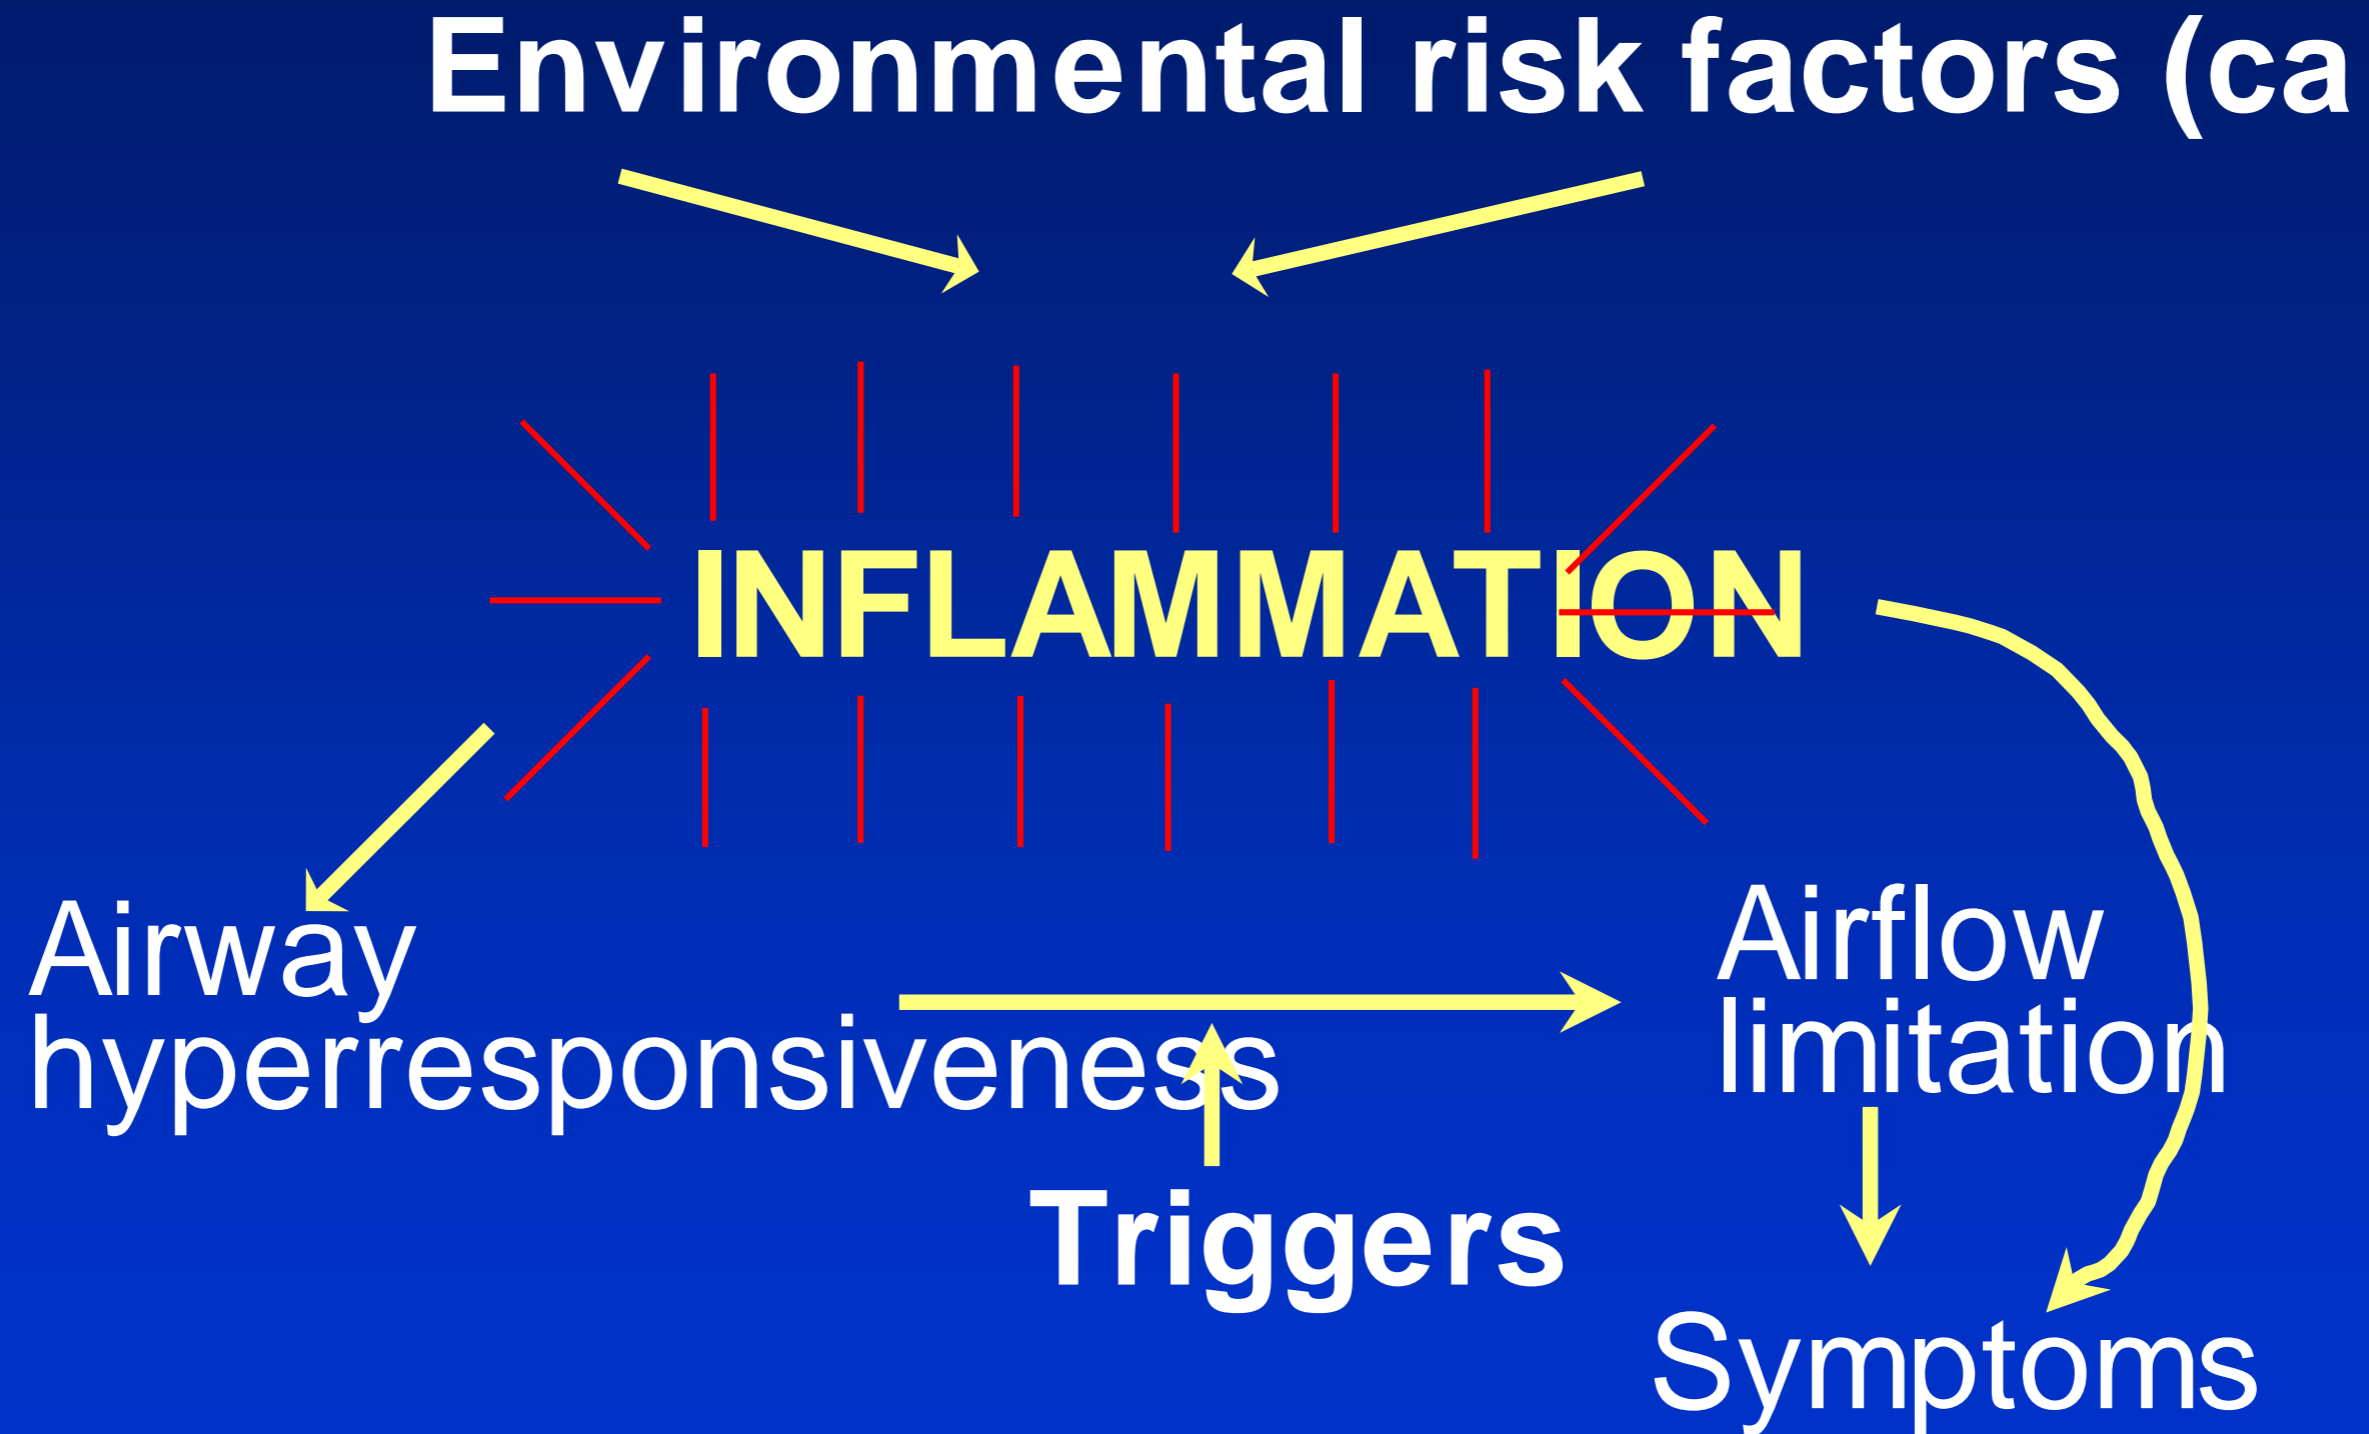 Environmental risk factors (ca
INFLAMMATION
Airway
hyperresponsiveness
Airflow
limitation
Triggers
Symptoms